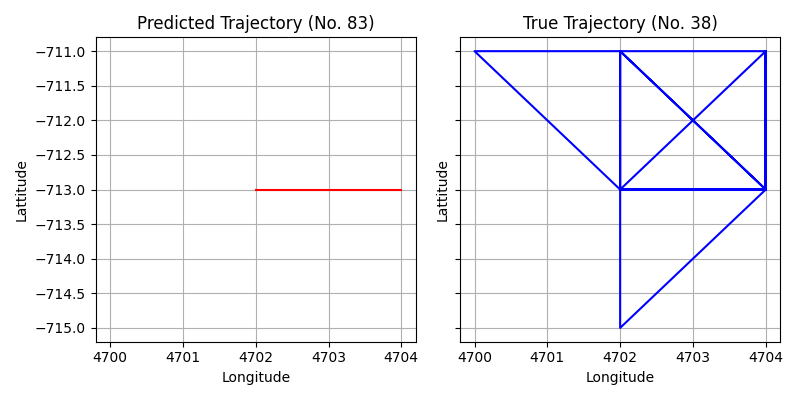 Predicted Trajectory (No. 83)
True Trajectory (No. 38)
−711.0
−711.5
−712.0
−712.5
−713.0
−713.5
−714.0
−714.5
−715.0
Lattitude
Lattitude
4700 4701 4702 4703 4704
4700 4701 4702 4703 4704
Longitude
Longitude